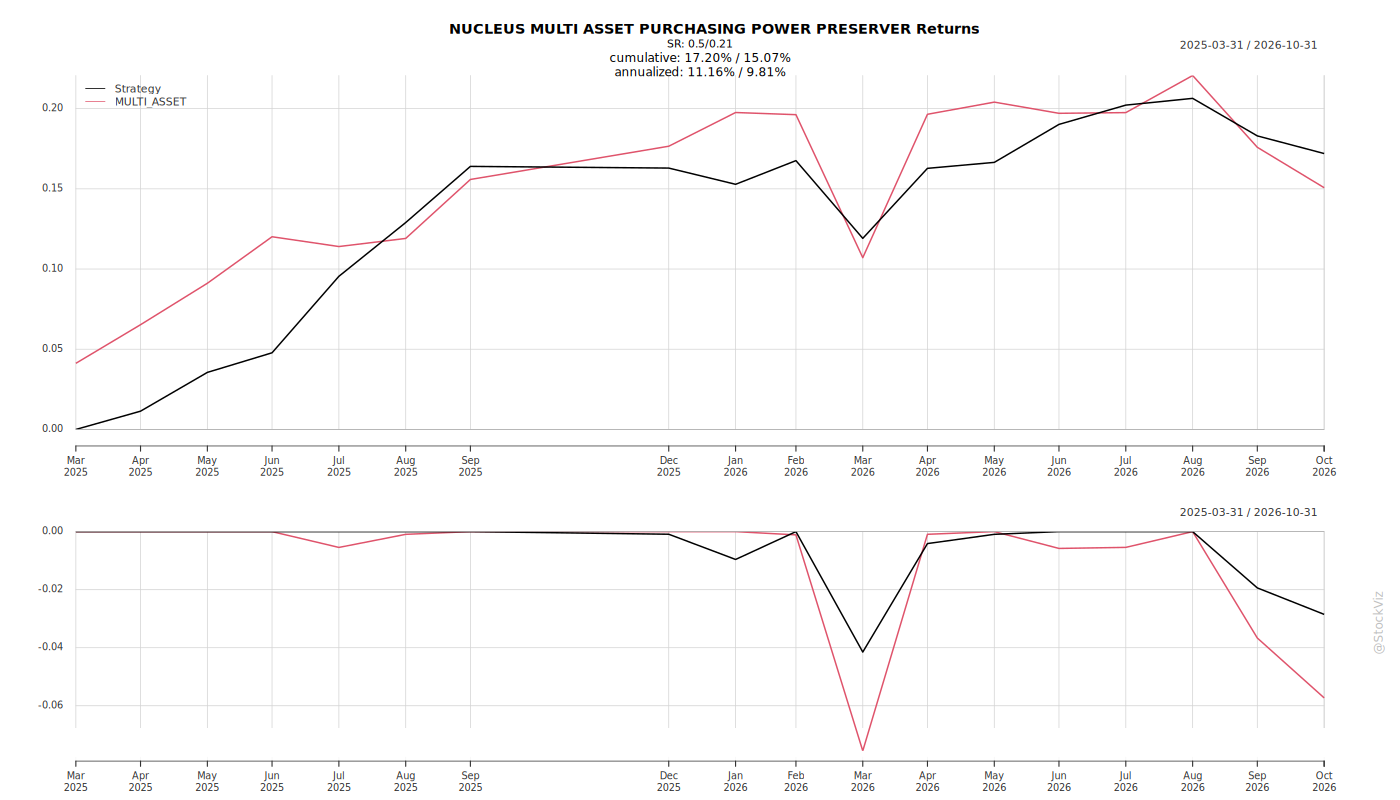 NUCLEUS MULTI ASSET PURCHASING POWER PRESERVER Returns
SR: 0.5/0.21
cumulative: 17.20% / 15.07%
annualized: 11.16% / 9.81%
2025-03-31 / 2026-10-31
Strategy
MULTI_ASSET
0.20
0.15
0.10
0.05
0.00
Mar Apr May Jun Jul Aug Sep Dec Jan Feb Mar Apr May Jun Jul Aug Sep Oct
2025 2025 2025 2025 2025 2025 2025 2025 2026 2026 2026 2026 2026 2026 2026 2026 2026 2026
2025-03-31 / 2026-10-31
0.00
-0.02
-0.04
-0.06
Mar Apr May Jun Jul Aug Sep Dec Jan Feb Mar Apr May Jun Jul Aug Sep Oct
2025 2025 2025 2025 2025 2025 2025 2025 2026 2026 2026 2026 2026 2026 2026 2026 2026 2026
@StockViz